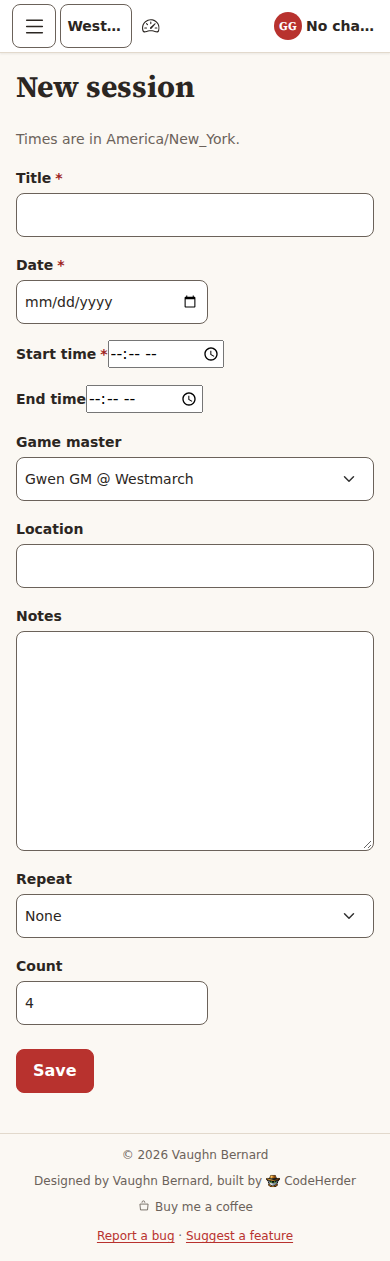 West…
GG No cha…
New session
Times are in America/New_York.
Title *
Date *
mm/dd/yyyy
Start time * --:-- --
End time --:-- --
Game master
Gwen GM @ Westmarch
Location
Notes
Repeat
None
Count
4
Save
© 2026 Vaughn Bernard
Designed by Vaughn Bernard, built by 🤠 CodeHerder
Buy me a coffee
Report a bug · Suggest a feature